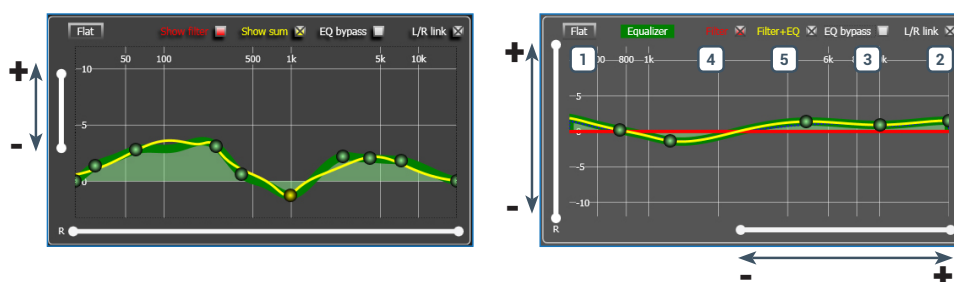 Flat Show filter Show sum EQ bypass L/R link
50 100 500 1k 5k 10k
+
10
5
0
-
R
Flat Equalizer Filter Filter+EQ EQ bypass L/R link
+
1 800 1k 4 5 6k 3 k 2
-5
0
-5
-10
-
R
- +